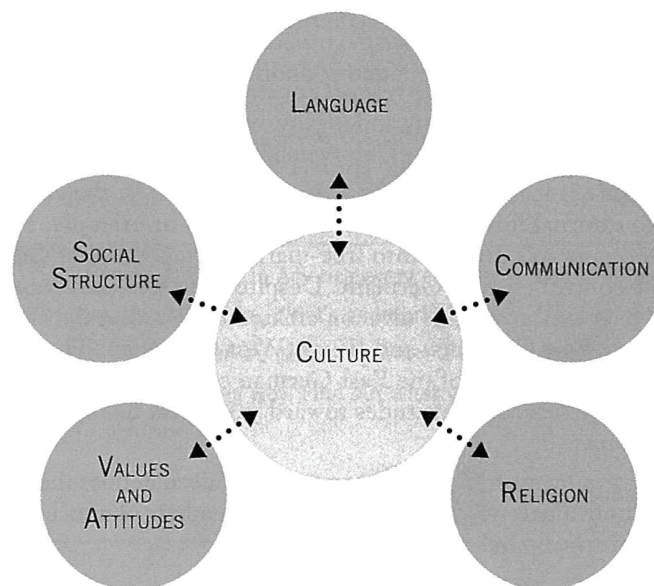 LANGUAGE
SOCIAL
STRUCTURE
COMMUNICATION
CULTURE
VALUES
AND
ATTITUDES
RELIGION